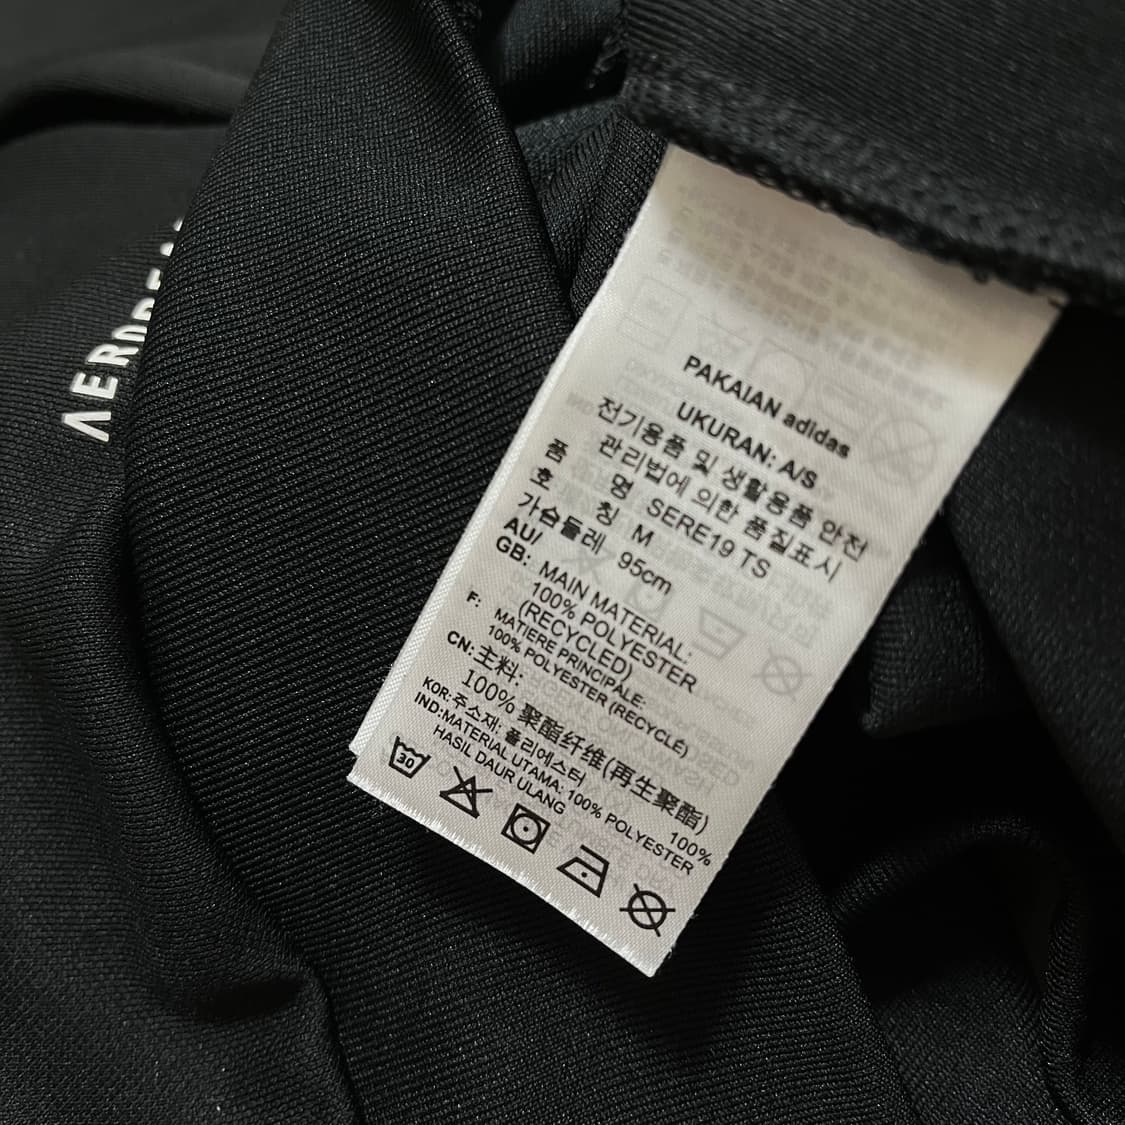 PAKAIAN adidas
UKURAN: A/S
전기용품 및 생활용품 안전
관리법에 의한 품질표시
품 명 SERE19 TS
호 칭 M
가슴둘레 95cm
AU/
GB: MAIN MATERIAL:
100% POLYESTER
(RECYCLED)
F: MATIERE PRINCIPALE:
100% POLYESTER (RECYCLÉ)
CN: 主料:
100% 聚酯纤维(再生聚酯)
KOR: 주소재: 폴리에스터 100%
IND:MATERIAL UTAMA: 100% POLYESTER
HASIL DAUR ULANG
30